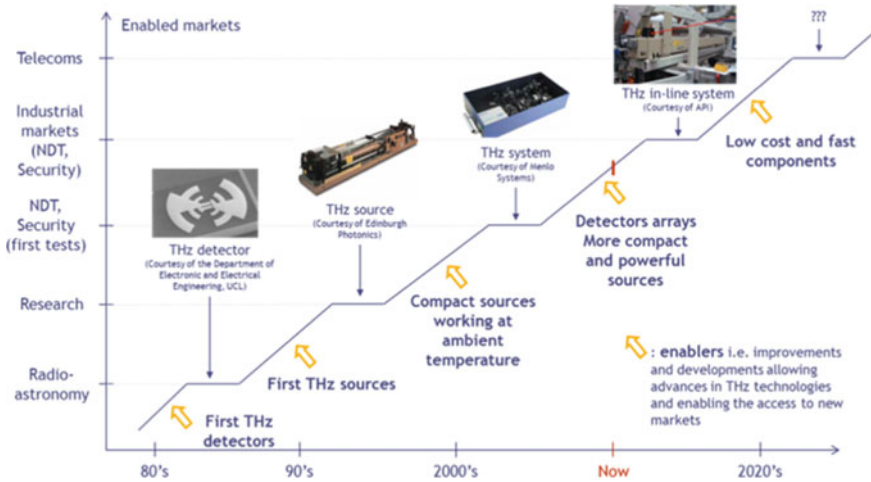 Enabled markets
???
Telecoms
Industrial
markets
(NDT,
Security)
NDT,
Security
(first tests)
Research
Radio-
astronomy
THz detector
(Courtesy of the Department of
Electronic and Electrical
Engineering, UCL)
THz source
(Courtesy of Edinburgh
Photonics)
THz system
(Courtesy of Menlo
Systems)
THz in-line system
(Courtesy of API)
First THz
detectors
First THz sources
Compact sources
working at
ambient
temperature
Detectors arrays
More compact
and powerful
sources
Low cost and fast
components
: enablers i.e. improvements
and developments allowing
advances in THz technologies
and enabling the access to new
markets
80's
90's
2000's
Now
2020's